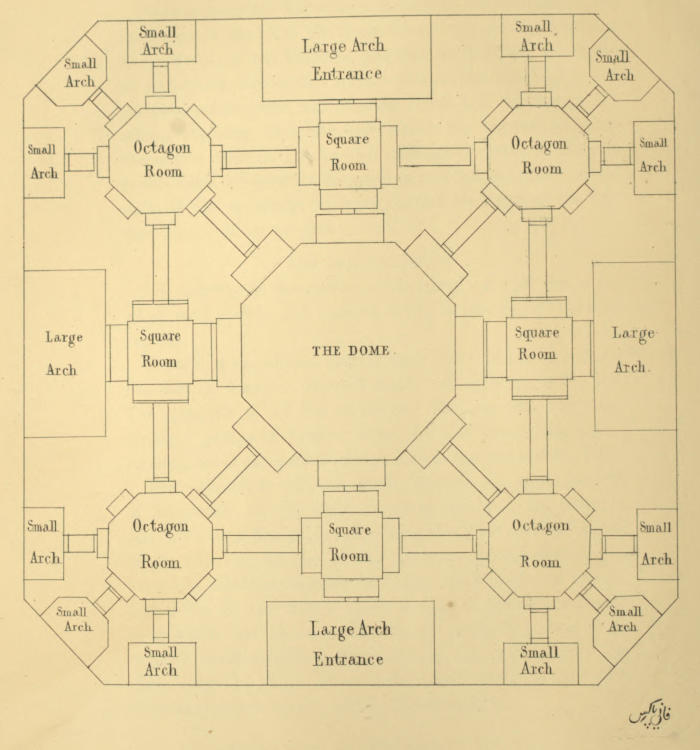 Small
Arch
Large Arch
Entrance
Small
Arch
Small
Arch
Small
Arch
Octagon
Room
Square
Room
Octagon
Room
Small
Arch
Small
Arch
Large
Arch
Square
Room
THE DOME.
Square
Room
Large
Arch.
Small
Arch
Octagon
Room
Square
Room
Octagon
Room
Small
Arch
Small
Arch
Small
Arch
Large Arch
Entrance
Small
Arch
Small
Arch
فاني پارکس